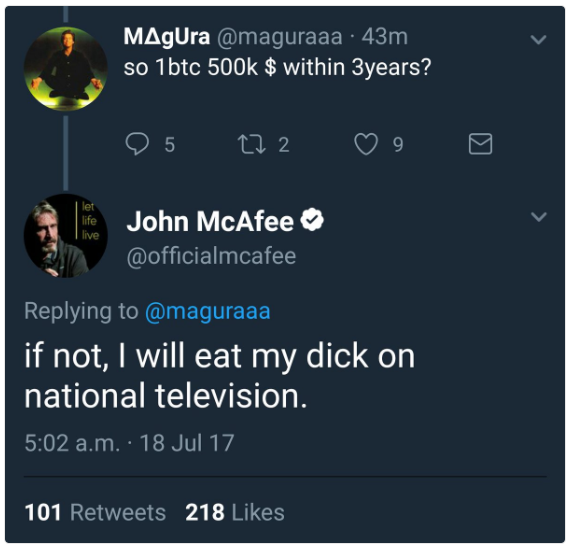 MΔgUra @maguraaa · 43m
so 1btc 500k $ within 3years?
5 2 9
let
life
live
John McAfee
@officialmcafee
Replying to @maguraaa
if not, I will eat my dick on
national television.
5:02 a.m. · 18 Jul 17
101 Retweets 218 Likes